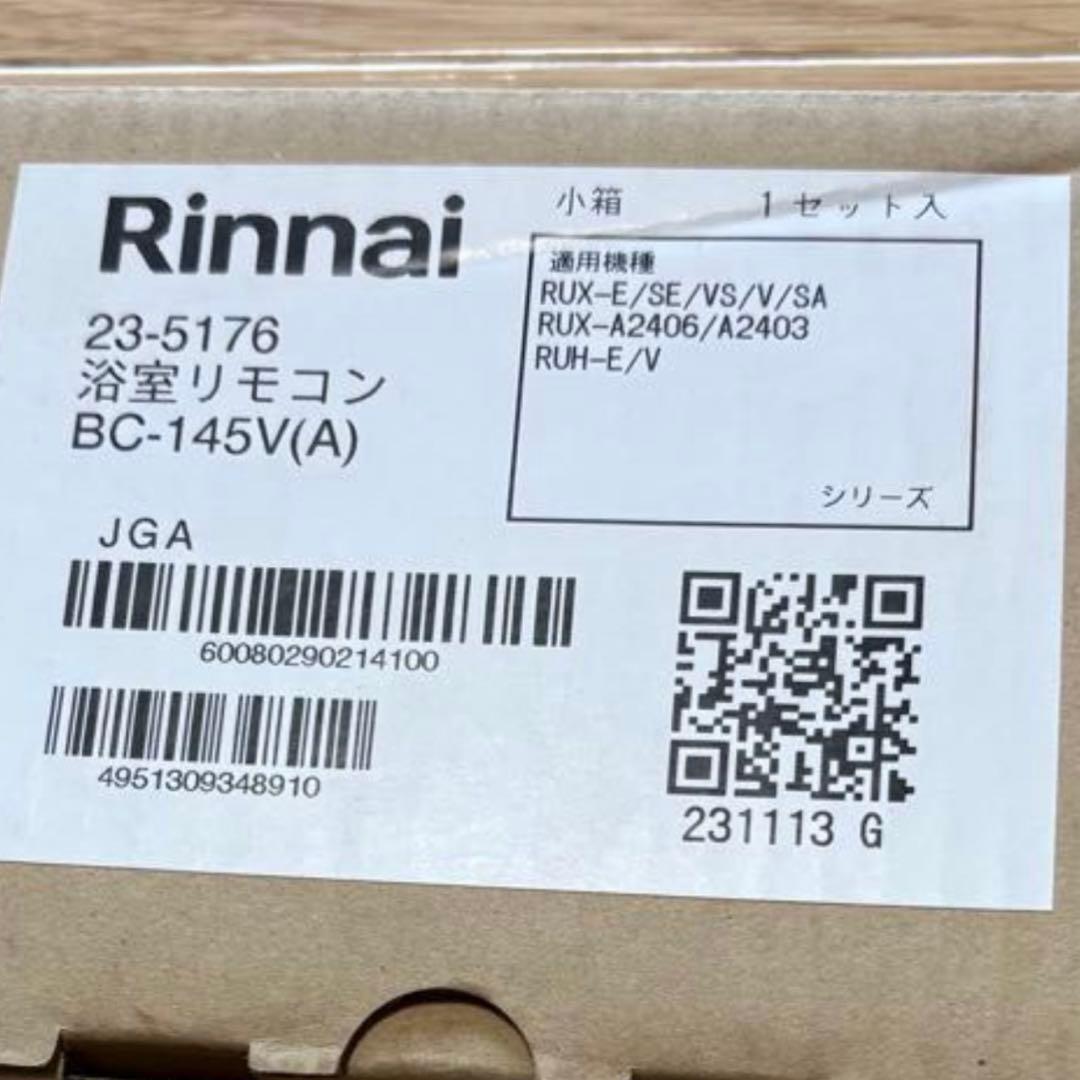 Rinnai
23-5176
浴室リモコン
BC-145V(A)
小箱 1セット入
適用機種
RUX-E/SE/VS/V/SA
RUX-A2406/A2403
RUH-E/V
シリーズ
JGA
60080290214100
4951309348910
231113 G